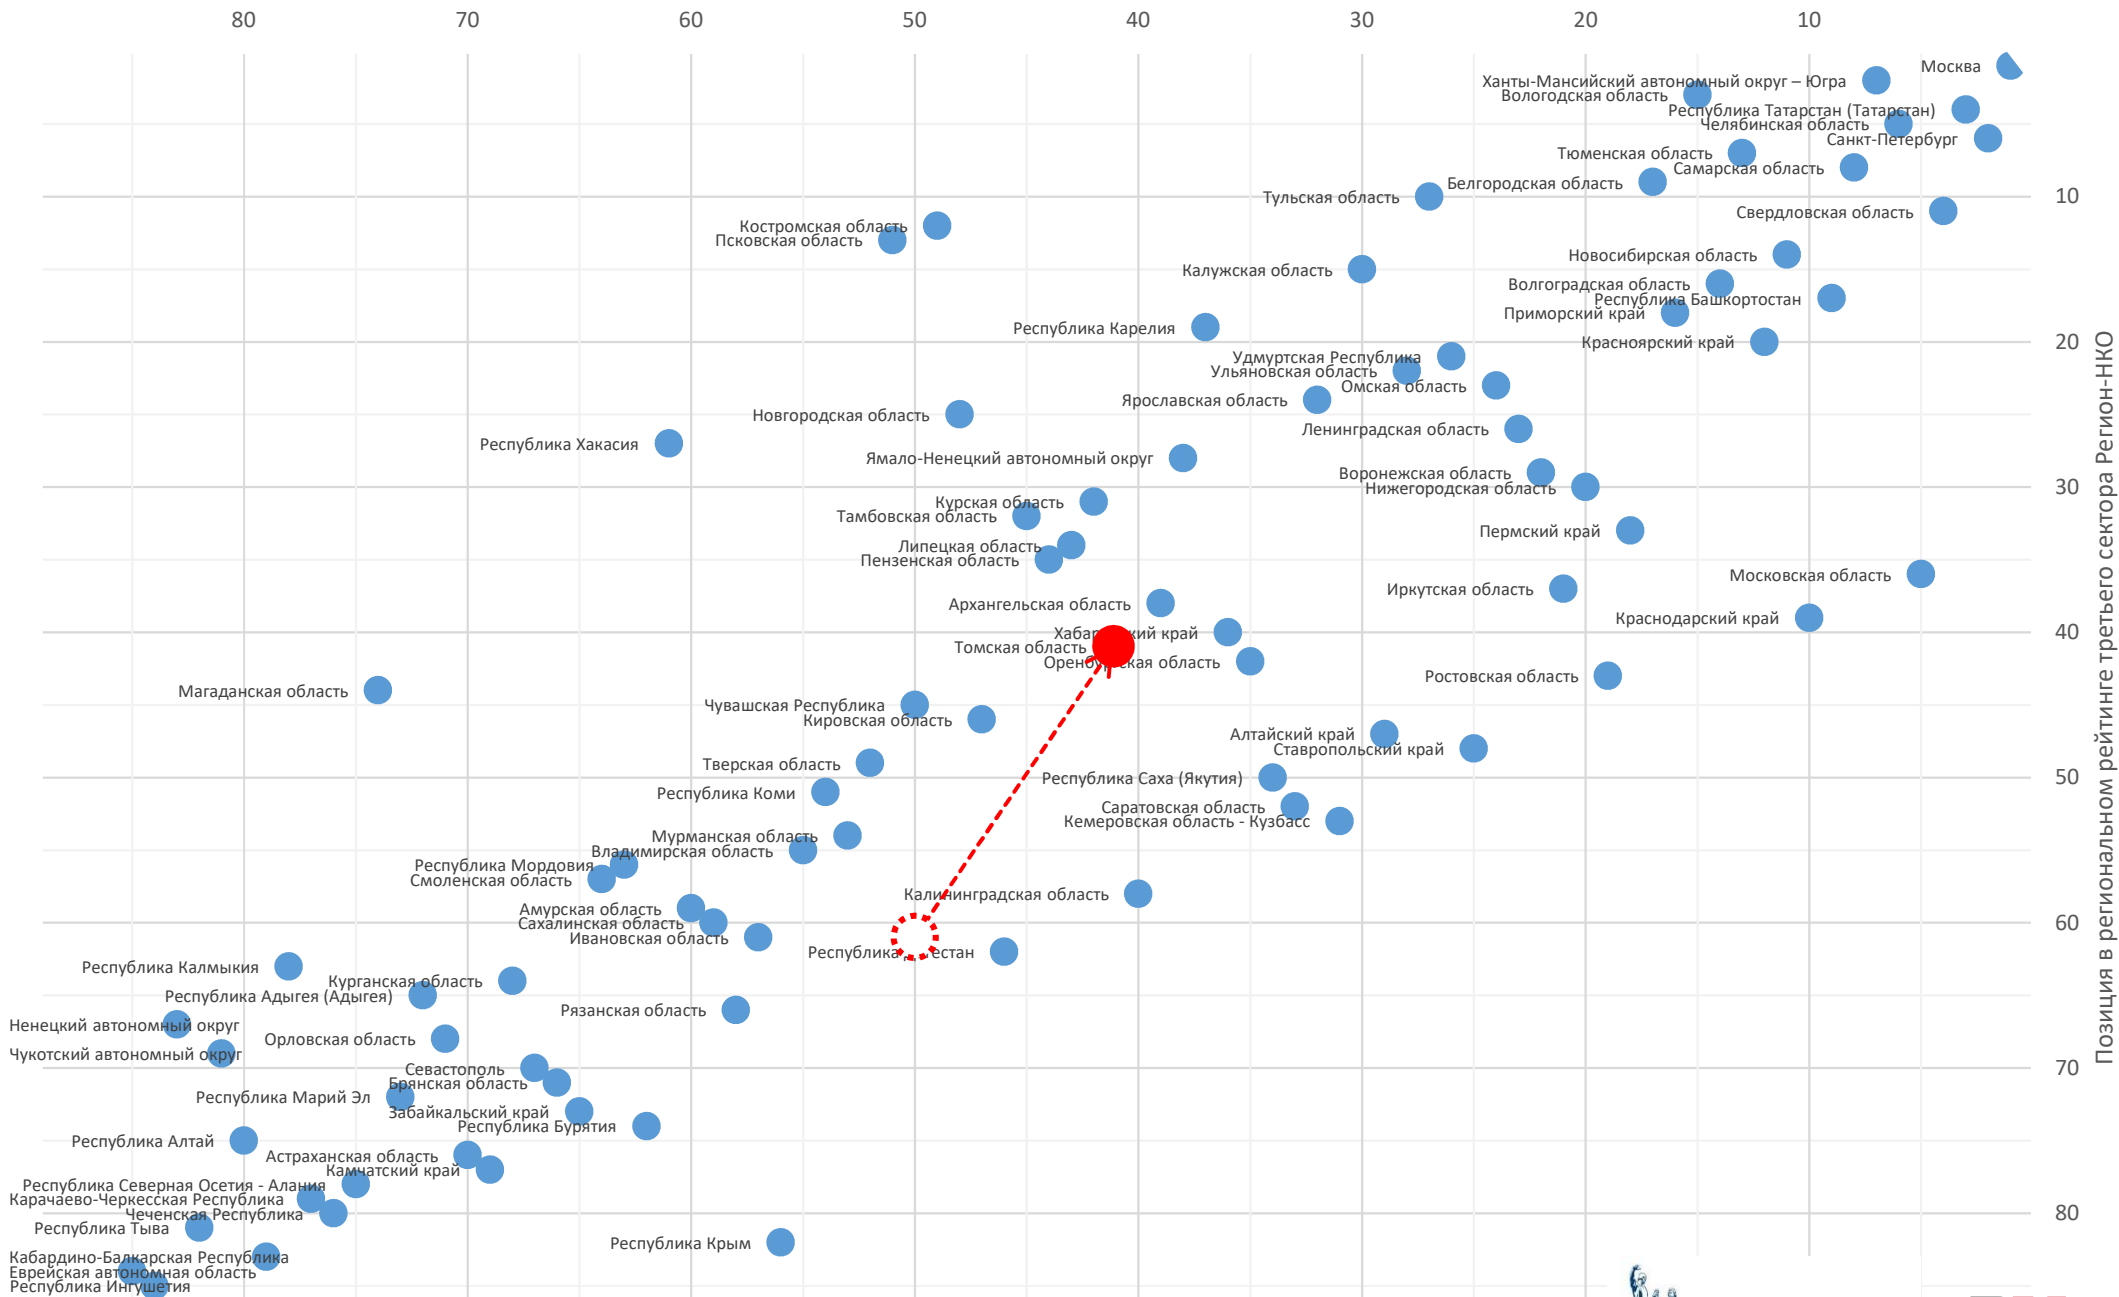 80 70 60 50 40 30 20 10
Москва
Ханты-Мансийский автономный округ – Югра
Вологодская область
Республика Татарстан (Татарстан)
Челябинская область
Санкт-Петербург
Тюменская область
Самарская область
Белгородская область
Тульская область
10
Свердловская область
Костромская область
Псковская область
Новосибирская область
Калужская область
Волгоградская область
Республика Башкортостан
Приморский край
Республика Карелия
Красноярский край
20
Удмуртская Республика
Ульяновская область
Омская область
Ярославская область
Новгородская область
Ленинградская область
Республика Хакасия
Ямало-Ненецкий автономный округ
Воронежская область
Нижегородская область
30
Курская область
Тамбовская область
Пермский край
Липецкая область
Пензенская область
Московская область
Иркутская область
Архангельская область
Краснодарский край
40
Хабаровский край
Томская область
Оренбургская область
Ростовская область
Магаданская область
Чувашская Республика
Кировская область
Алтайский край
Ставропольский край
Тверская область
Республика Саха (Якутия)
50
Республика Коми
Саратовская область
Кемеровская область - Кузбасс
Мурманская область
Владимирская область
Республика Мордовия
Смоленская область
Калининградская область
Амурская область
Сахалинская область
60
Ивановская область
Республика Дагестан
Республика Калмыкия
Курганская область
Республика Адыгея (Адыгея)
Рязанская область
Ненецкий автономный округ
Орловская область
Чукотский автономный округ
Севастополь
70
Брянская область
Республика Марий Эл
Забайкальский край
Республика Бурятия
Республика Алтай
Астраханская область
Камчатский край
Республика Северная Осетия - Алания
Карачаево-Черкесская Республика
Чеченская Республика
80
Республика Тыва
Республика Крым
Кабардино-Балкарская Республика
Еврейская автономная область
Республика Ингушетия
Позиция в региональном рейтинге третьего сектора Регион-НКО